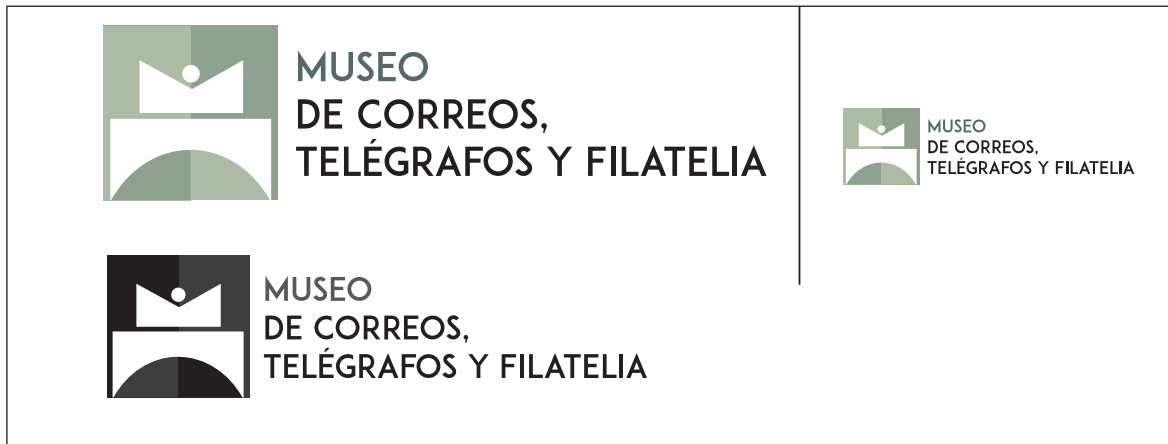 MUSEO
DE CORREOS,
TELÉGRAFOS Y FILATELIA
MUSEO
DE CORREOS,
TELÉGRAFOS Y FILATELIA
MUSEO
DE CORREOS,
TELÉGRAFOS Y FILATELIA